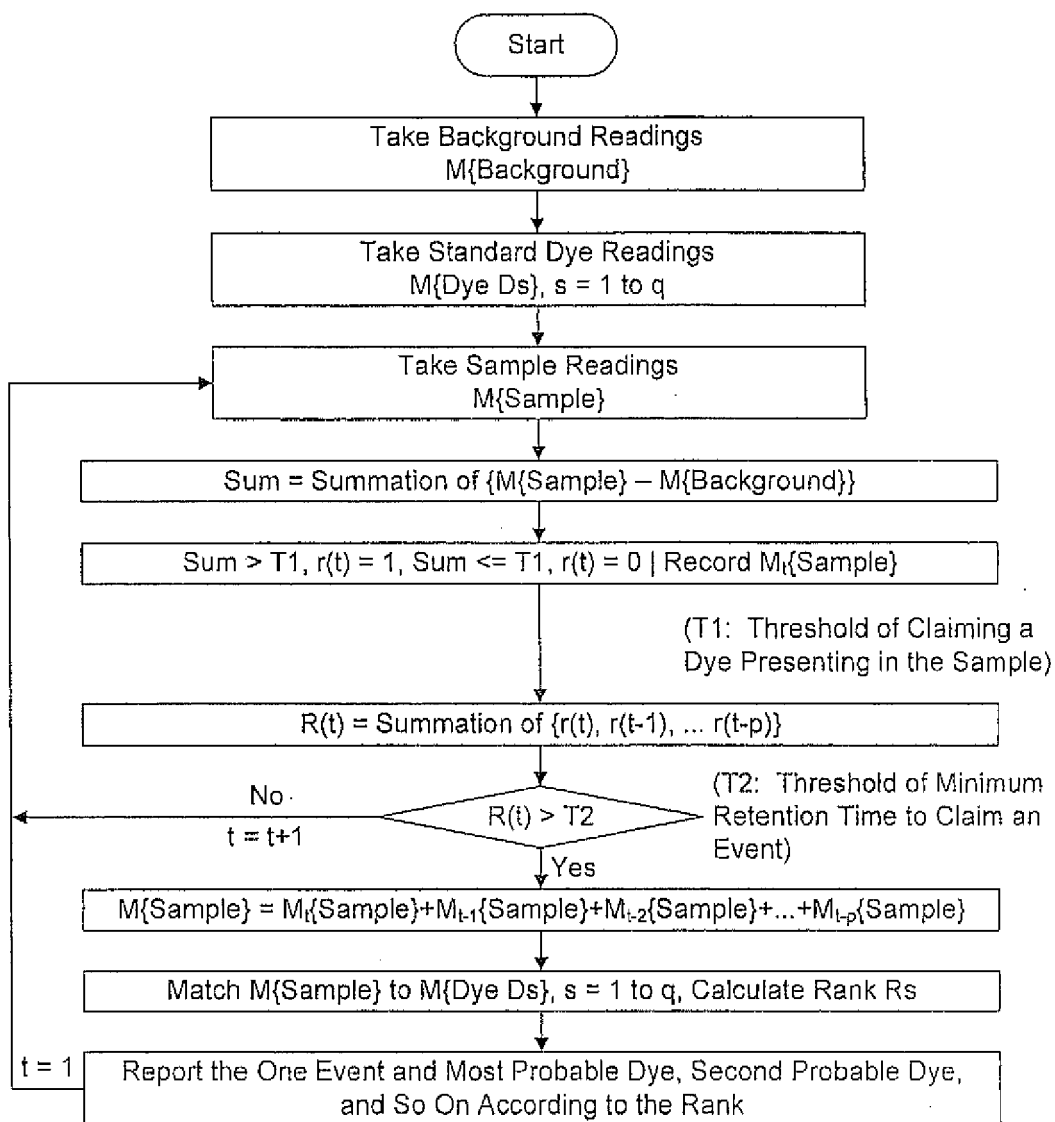 Start
Take Background Readings
M{Background}
Take Standard Dye Readings
M{Dye Ds}, s = 1 to q
Take Sample Readings
M{Sample}
Sum = Summation of {M{Sample} – M{Background}}
Sum > T1, r(t) = 1, Sum <= T1, r(t) = 0 | Record Mt{Sample}
(T1: Threshold of Claiming a
Dye Presenting in the Sample)
R(t) = Summation of {r(t), r(t-1), ... r(t-p)}
No
t = t+1
R(t) > T2
(T2: Threshold of Minimum
Retention Time to Claim an
Event)
Yes
M{Sample} = Mt{Sample}+Mt-1{Sample}+Mt-2{Sample}+...+Mt-p{Sample}
Match M{Sample} to M{Dye Ds}, s = 1 to q, Calculate Rank Rs
t = 1
Report the One Event and Most Probable Dye, Second Probable Dye,
and So On According to the Rank